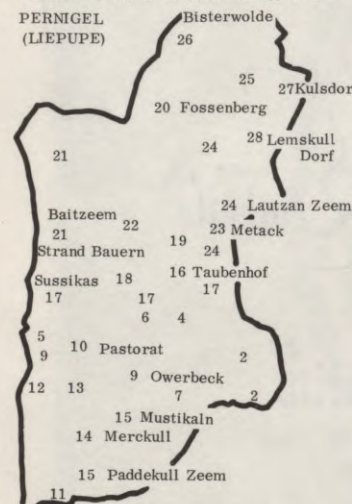 PERNIGEL
(LIEPUPE)
Bisterwolde
26
25
27Kulsdor
20 Fossenberg
28 Lemskull
Dorf
24
21
24 Lautzan Zeem
Baitzeem
22
21
23 Metack
19
Strand Bauern
24
16 Taubenhof
Sussikas
18
17
17
17
6
4
5
10 Pastorat
9
2
9 Owerbeck
12
13
7
2
15 Mustikaln
14 Merckull
15 Paddekull Zeem
11